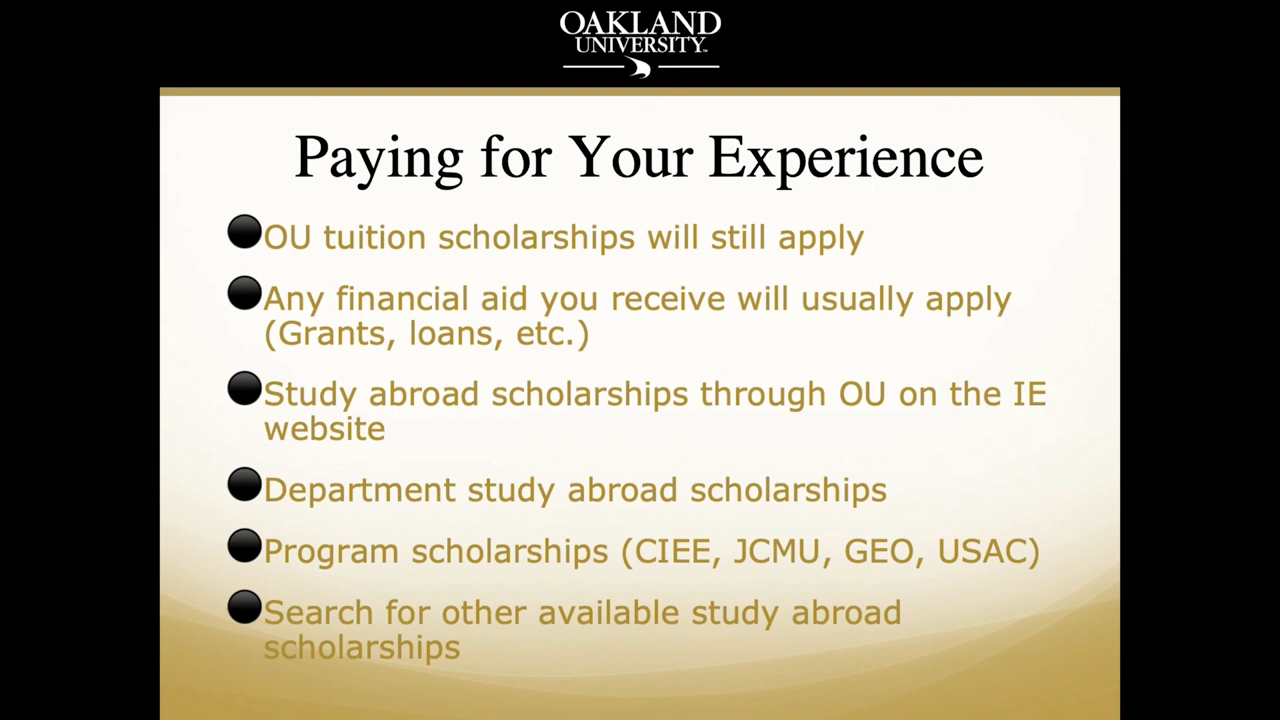 OAKLAND
UNIVERSITY™
Paying for Your Experience
OU tuition scholarships will still apply
Any financial aid you receive will usually apply
(Grants, loans, etc.)
Study abroad scholarships through OU on the IE
website
Department study abroad scholarships
Program scholarships (CIEE, JCMU, GEO, USAC)
Search for other available study abroad
scholarships